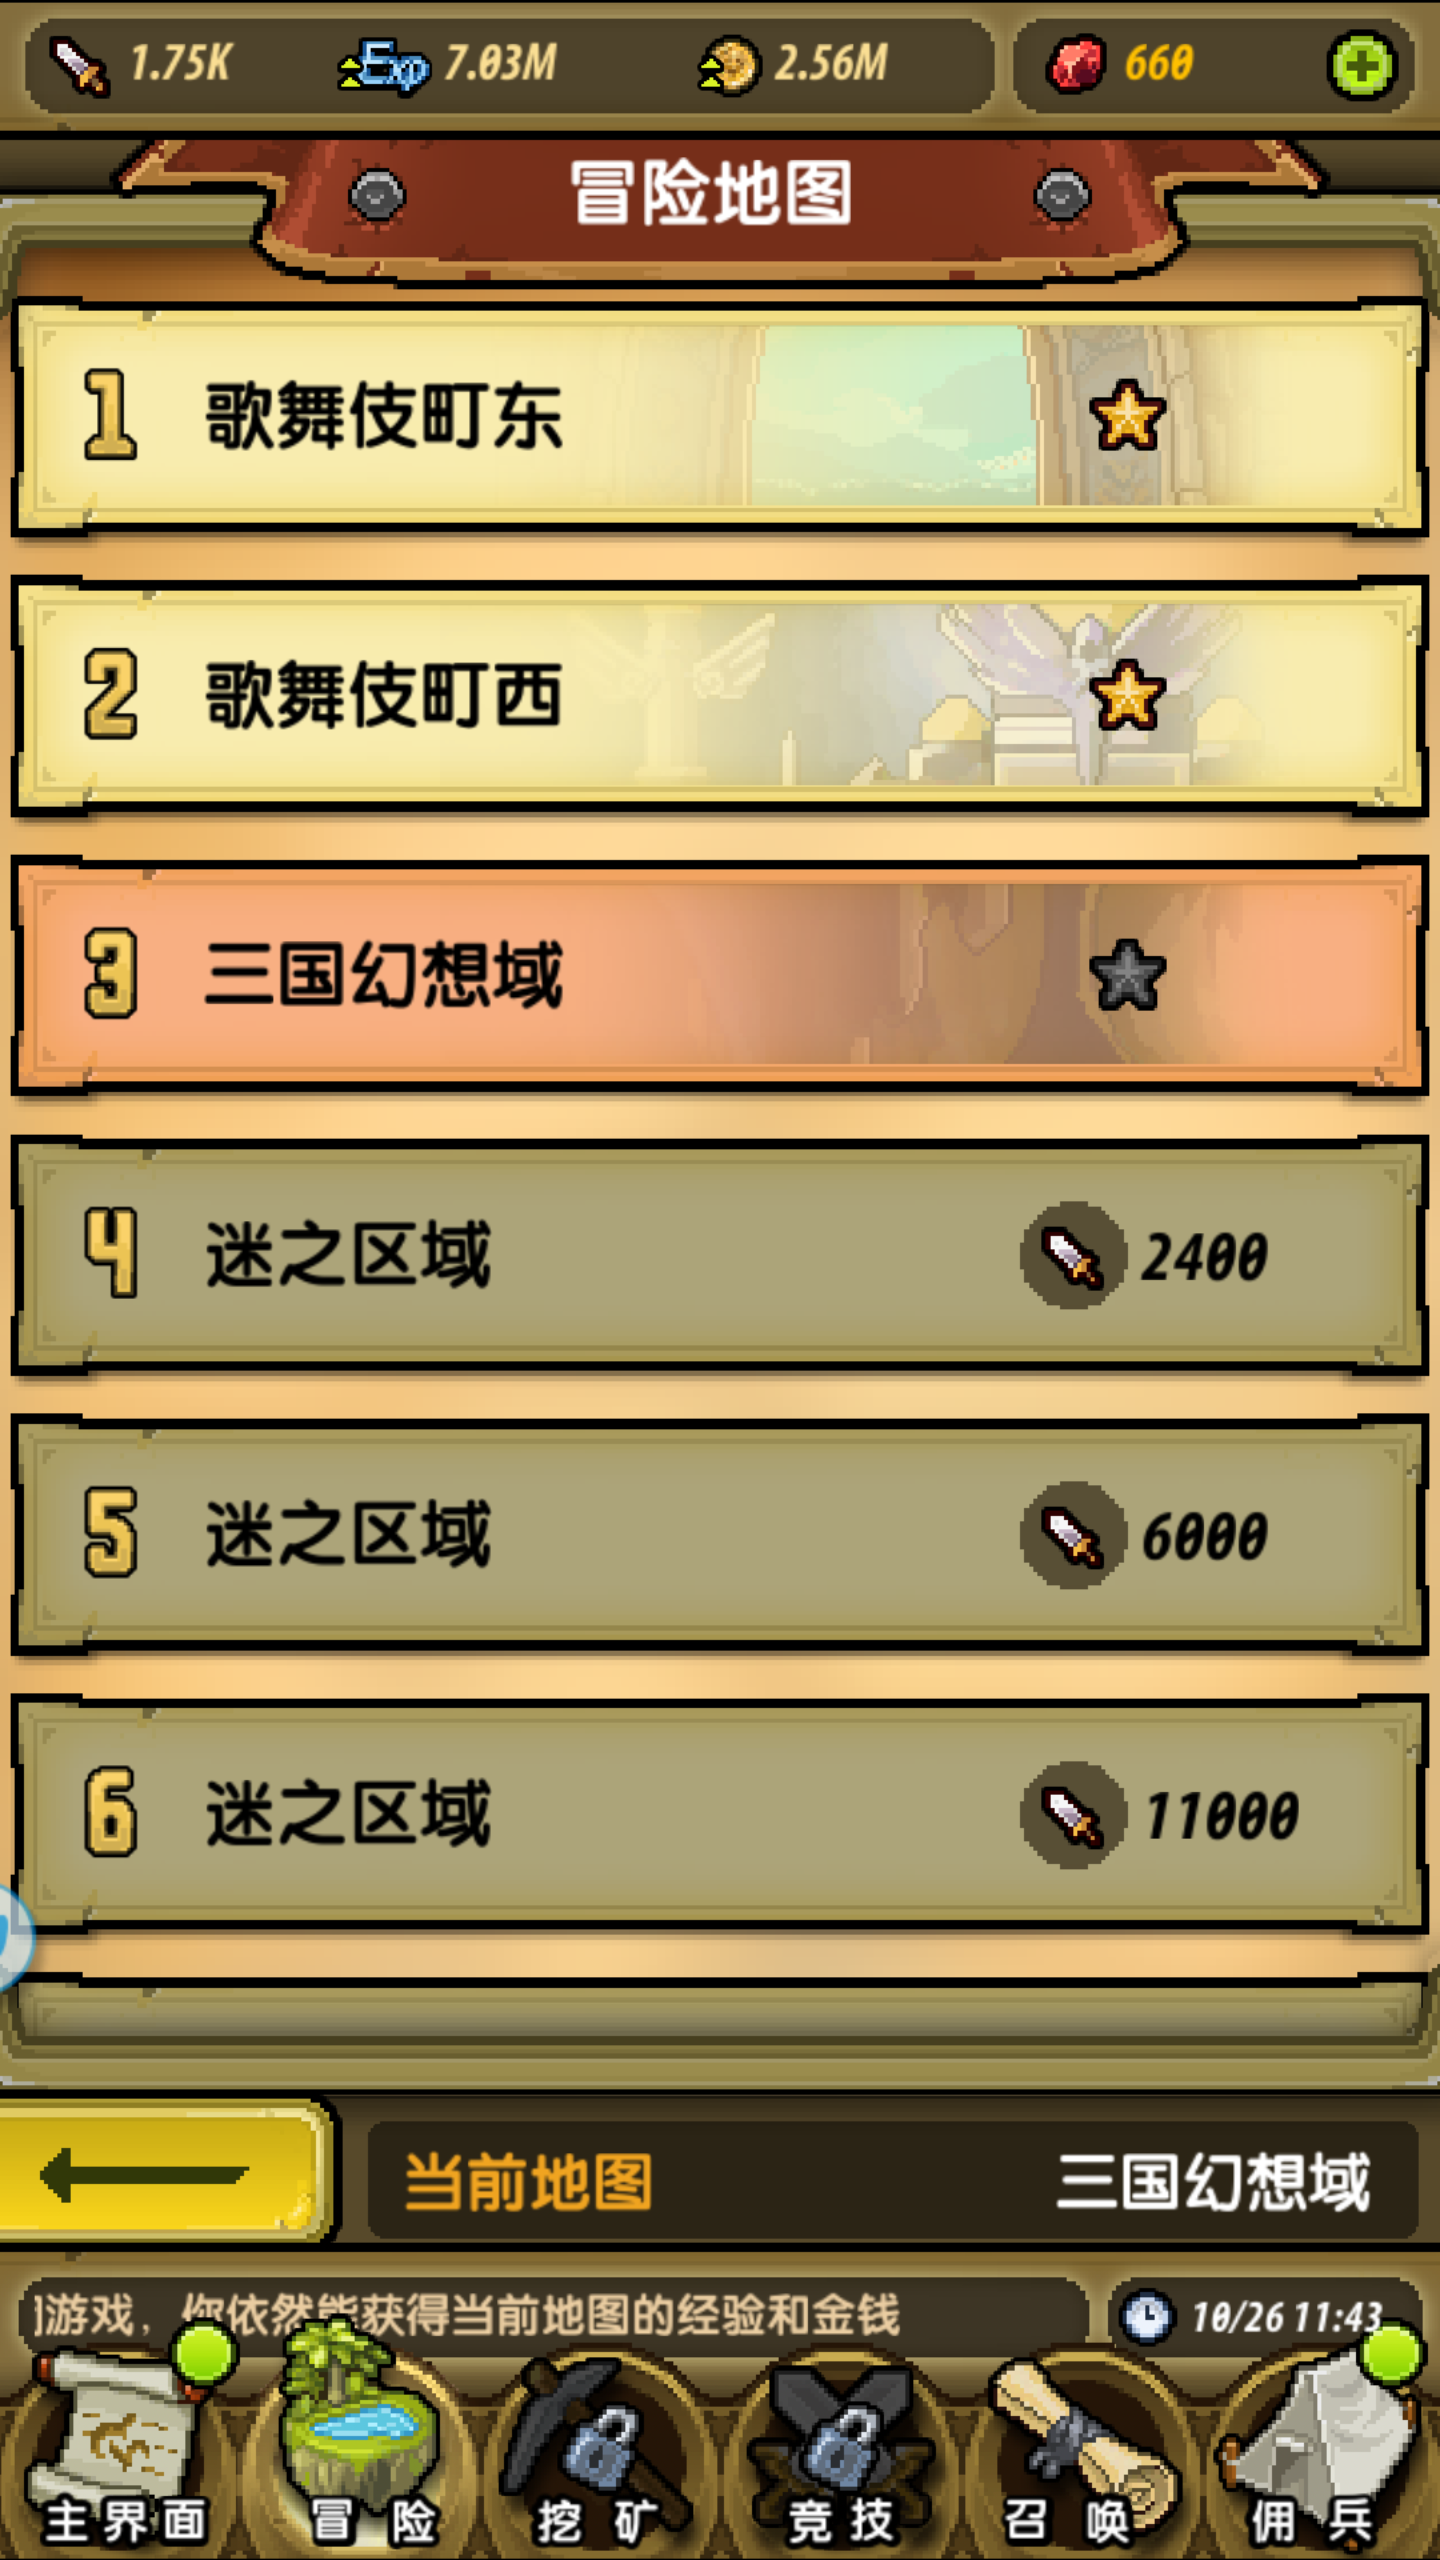 1.75K Exp 7.03M 2.56M 660
冒险地图
1 歌舞伎町东
2 歌舞伎町西
3 三国幻想域
4 迷之区域 2400
5 迷之区域 6000
6 迷之区域 11000
当前地图 三国幻想域
游戏，你依然能获得当前地图的经验和金钱 10/26 11:43
主界面 冒险 挖矿 竞技 召唤 佣兵